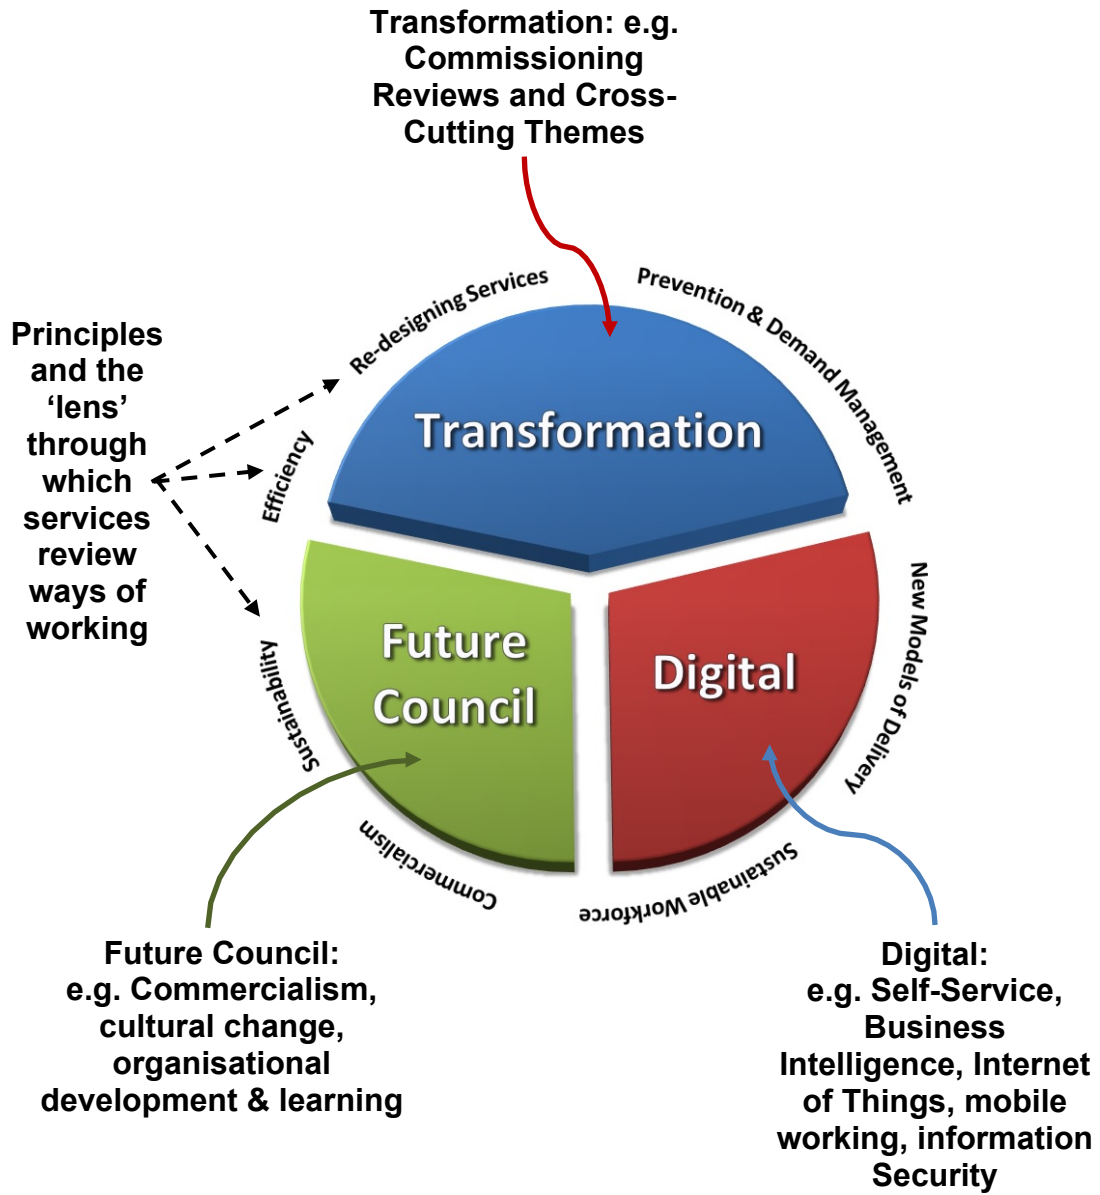 Transformation: e.g.
Commissioning
Reviews and Cross-
Cutting Themes
Re-designing Services
Prevention & Demand Management
Principles
and the
‘lens’
through
which
services
review
ways of
working
Efficiency
Transformation
New Models of Delivery
Future
Council
Digital
Sustainability
Commercialism
Sustainable Workforce
Future Council:
e.g. Commercialism,
cultural change,
organisational
development & learning
Digital:
e.g. Self-Service,
Business
Intelligence, Internet
of Things, mobile
working, information
Security